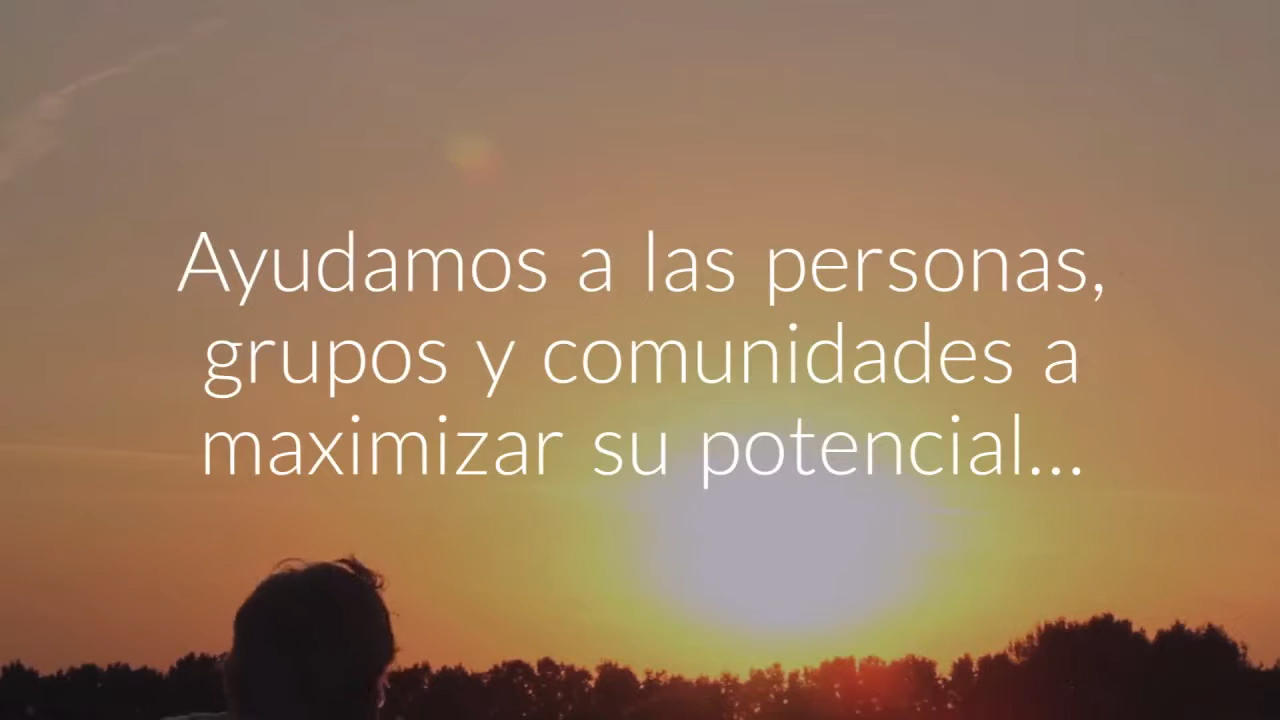 Ayudamos a las personas,
grupos y comunidades a
maximizar su potencial...